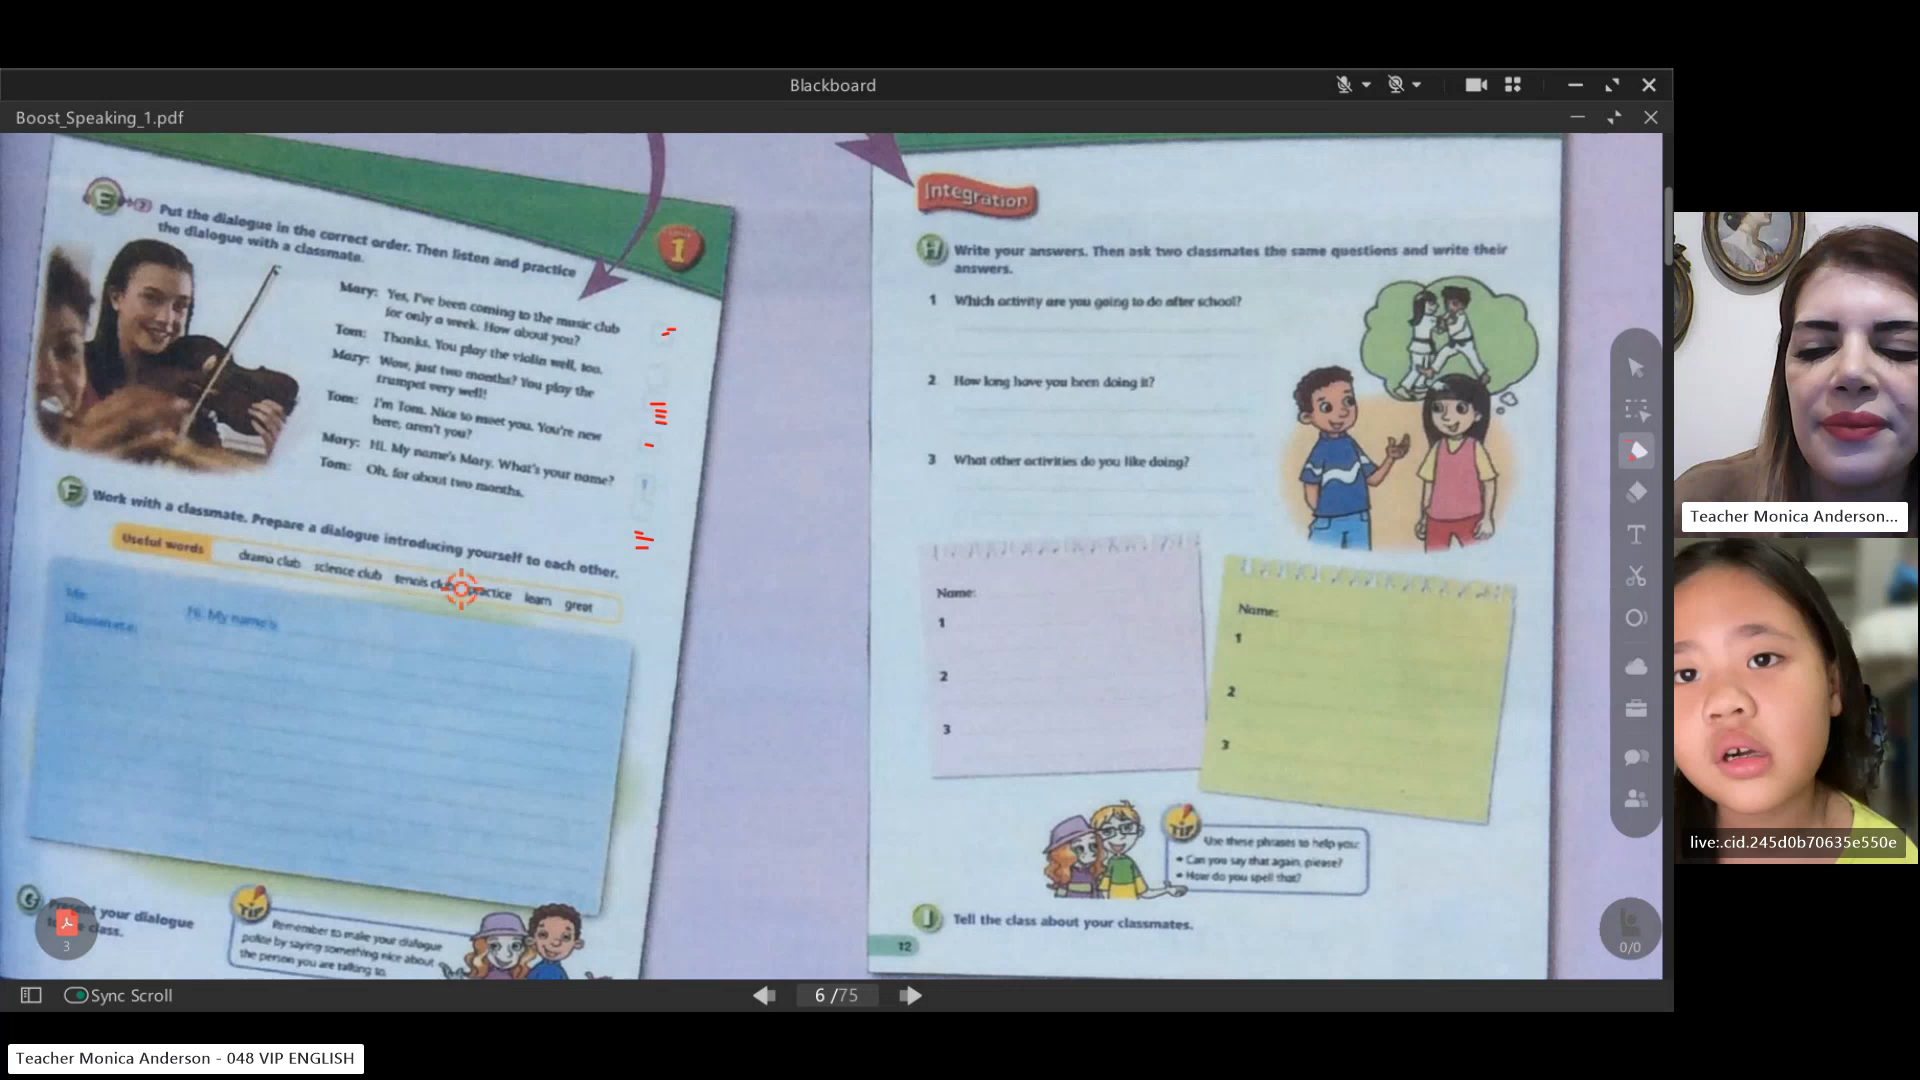 Blackboard
Boost_Speaking_1.pdf
E
Put the dialogue in the correct order. Then listen and practice
the dialogue with a classmate.
1
Mary: Yes, I've been coming to the music club
for only a week. How about you?
Tom: Thanks. You play the violin well, too.
Mary: Wow, just two months? You play the
trumpet very well!
Tom: I'm Tom. Nice to meet you. You're new
here, aren't you?
Mary: Hi. My name's Mary. What's your name?
Tom: Oh, for about two months.
F Work with a classmate. Prepare a dialogue introducing yourself to each other.
Useful words drama club science club tennis club practice learn great
Me: Hi. My name's
Classmate:
G Present your dialogue
class.
TIP
Remember to make your dialogue
polite by saying something nice about
the person you are talking to.
Integration
H Write your answers. Then ask two classmates the same questions and write their
answers.
1 Which activity are you going to do after school?
2 How long have you been doing it?
3 What other activities do you like doing?
Name:
1
2
3
Name:
1
2
3
TIP
Use these phrases to help you:
• Can you say that again, please?
• How do you spell that?
J Tell the class about your classmates.
12
3
0/0
Sync Scroll
6 /75
Teacher Monica Anderson...
live:.cid.245d0b70635e550e
Teacher Monica Anderson - 048 VIP ENGLISH